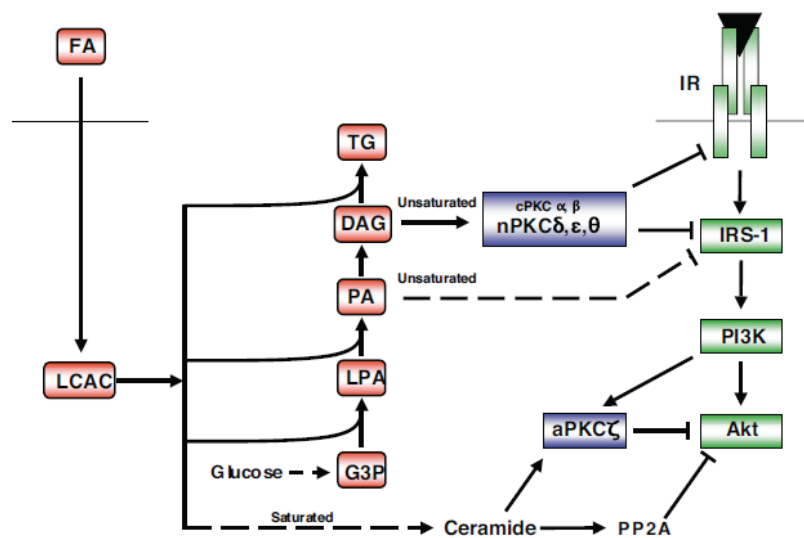 FA
IR
TG
Unsaturated
cPKC α, β
nPKCδ,ε,θ
DAG
IRS-1
Unsaturated
PA
PI3K
LCAC
LPA
aPKCζ
Akt
Glucose
G3P
Saturated
Ceramide
PP2A